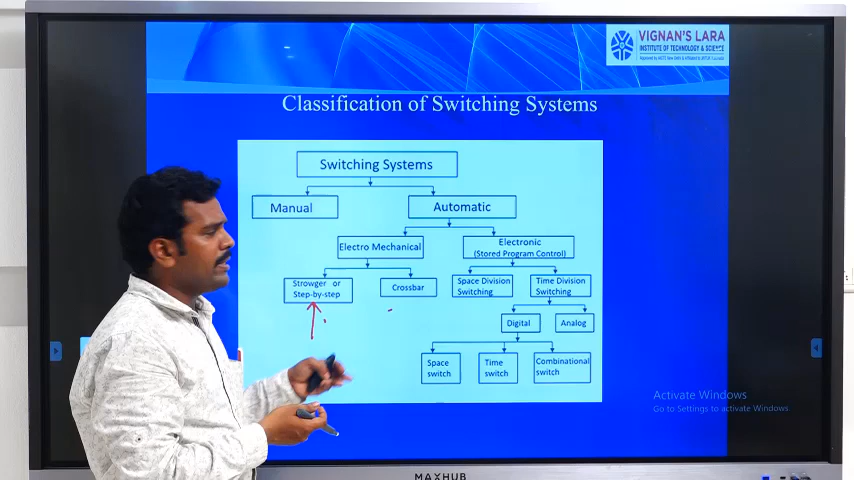 VIGNAN'S LARA
INSTITUTE OF TECHNOLOGY & SCIENCE
Classification of Switching Systems
Switching Systems
Manual
Automatic
Electro Mechanical
Electronic
(Stored Program Control)
Strowger or
Step-by-step
Crossbar
Space Division
Switching
Time Division
Switching
Digital
Analog
Space
switch
Time
switch
Combinational
switch
Activate Windows
Go to Settings to activate Windows
MAXHUB